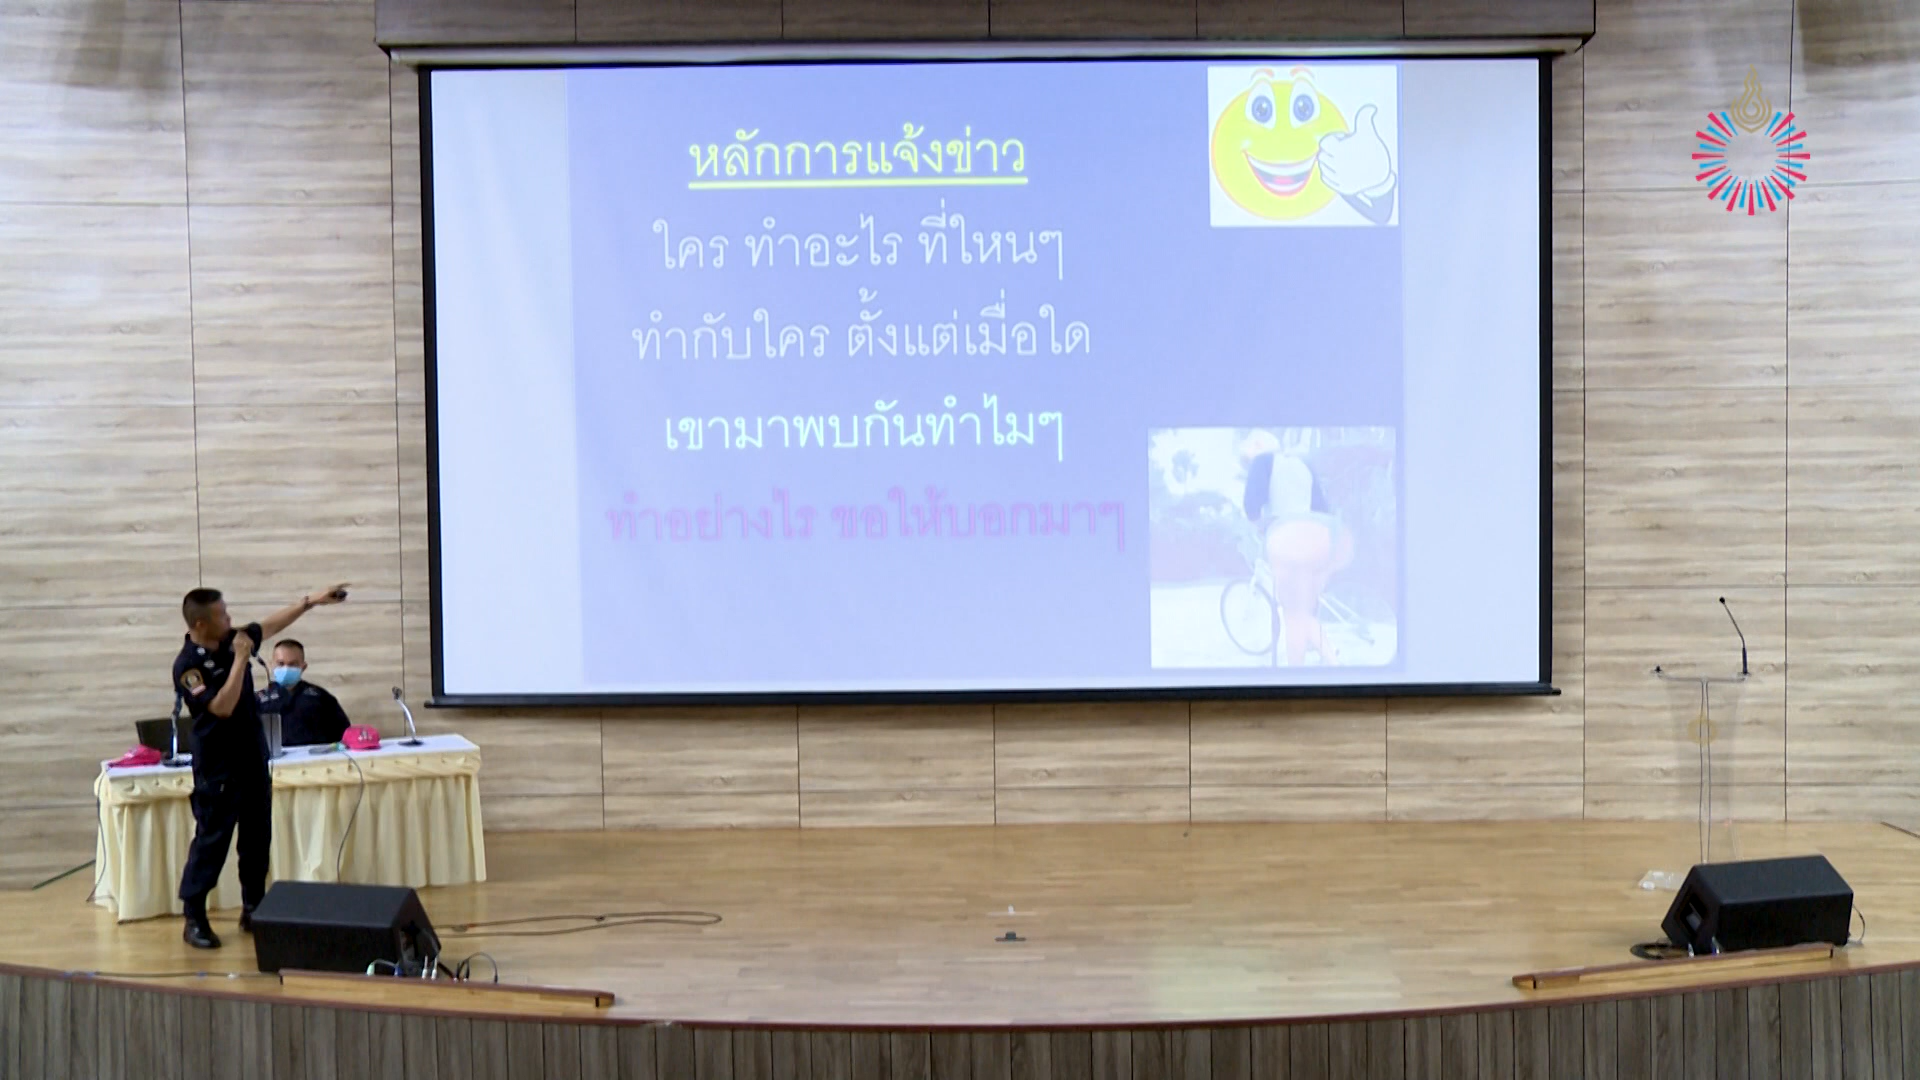 หลักการแจ้งข่าว
ใคร ทำอะไร ที่ใหนๆ
ทำกับใคร ตั้งแต่เมื่อใด
เขามาพบกันทำไมๆ
ทำอย่างไร ขอให้บอกมาๆ